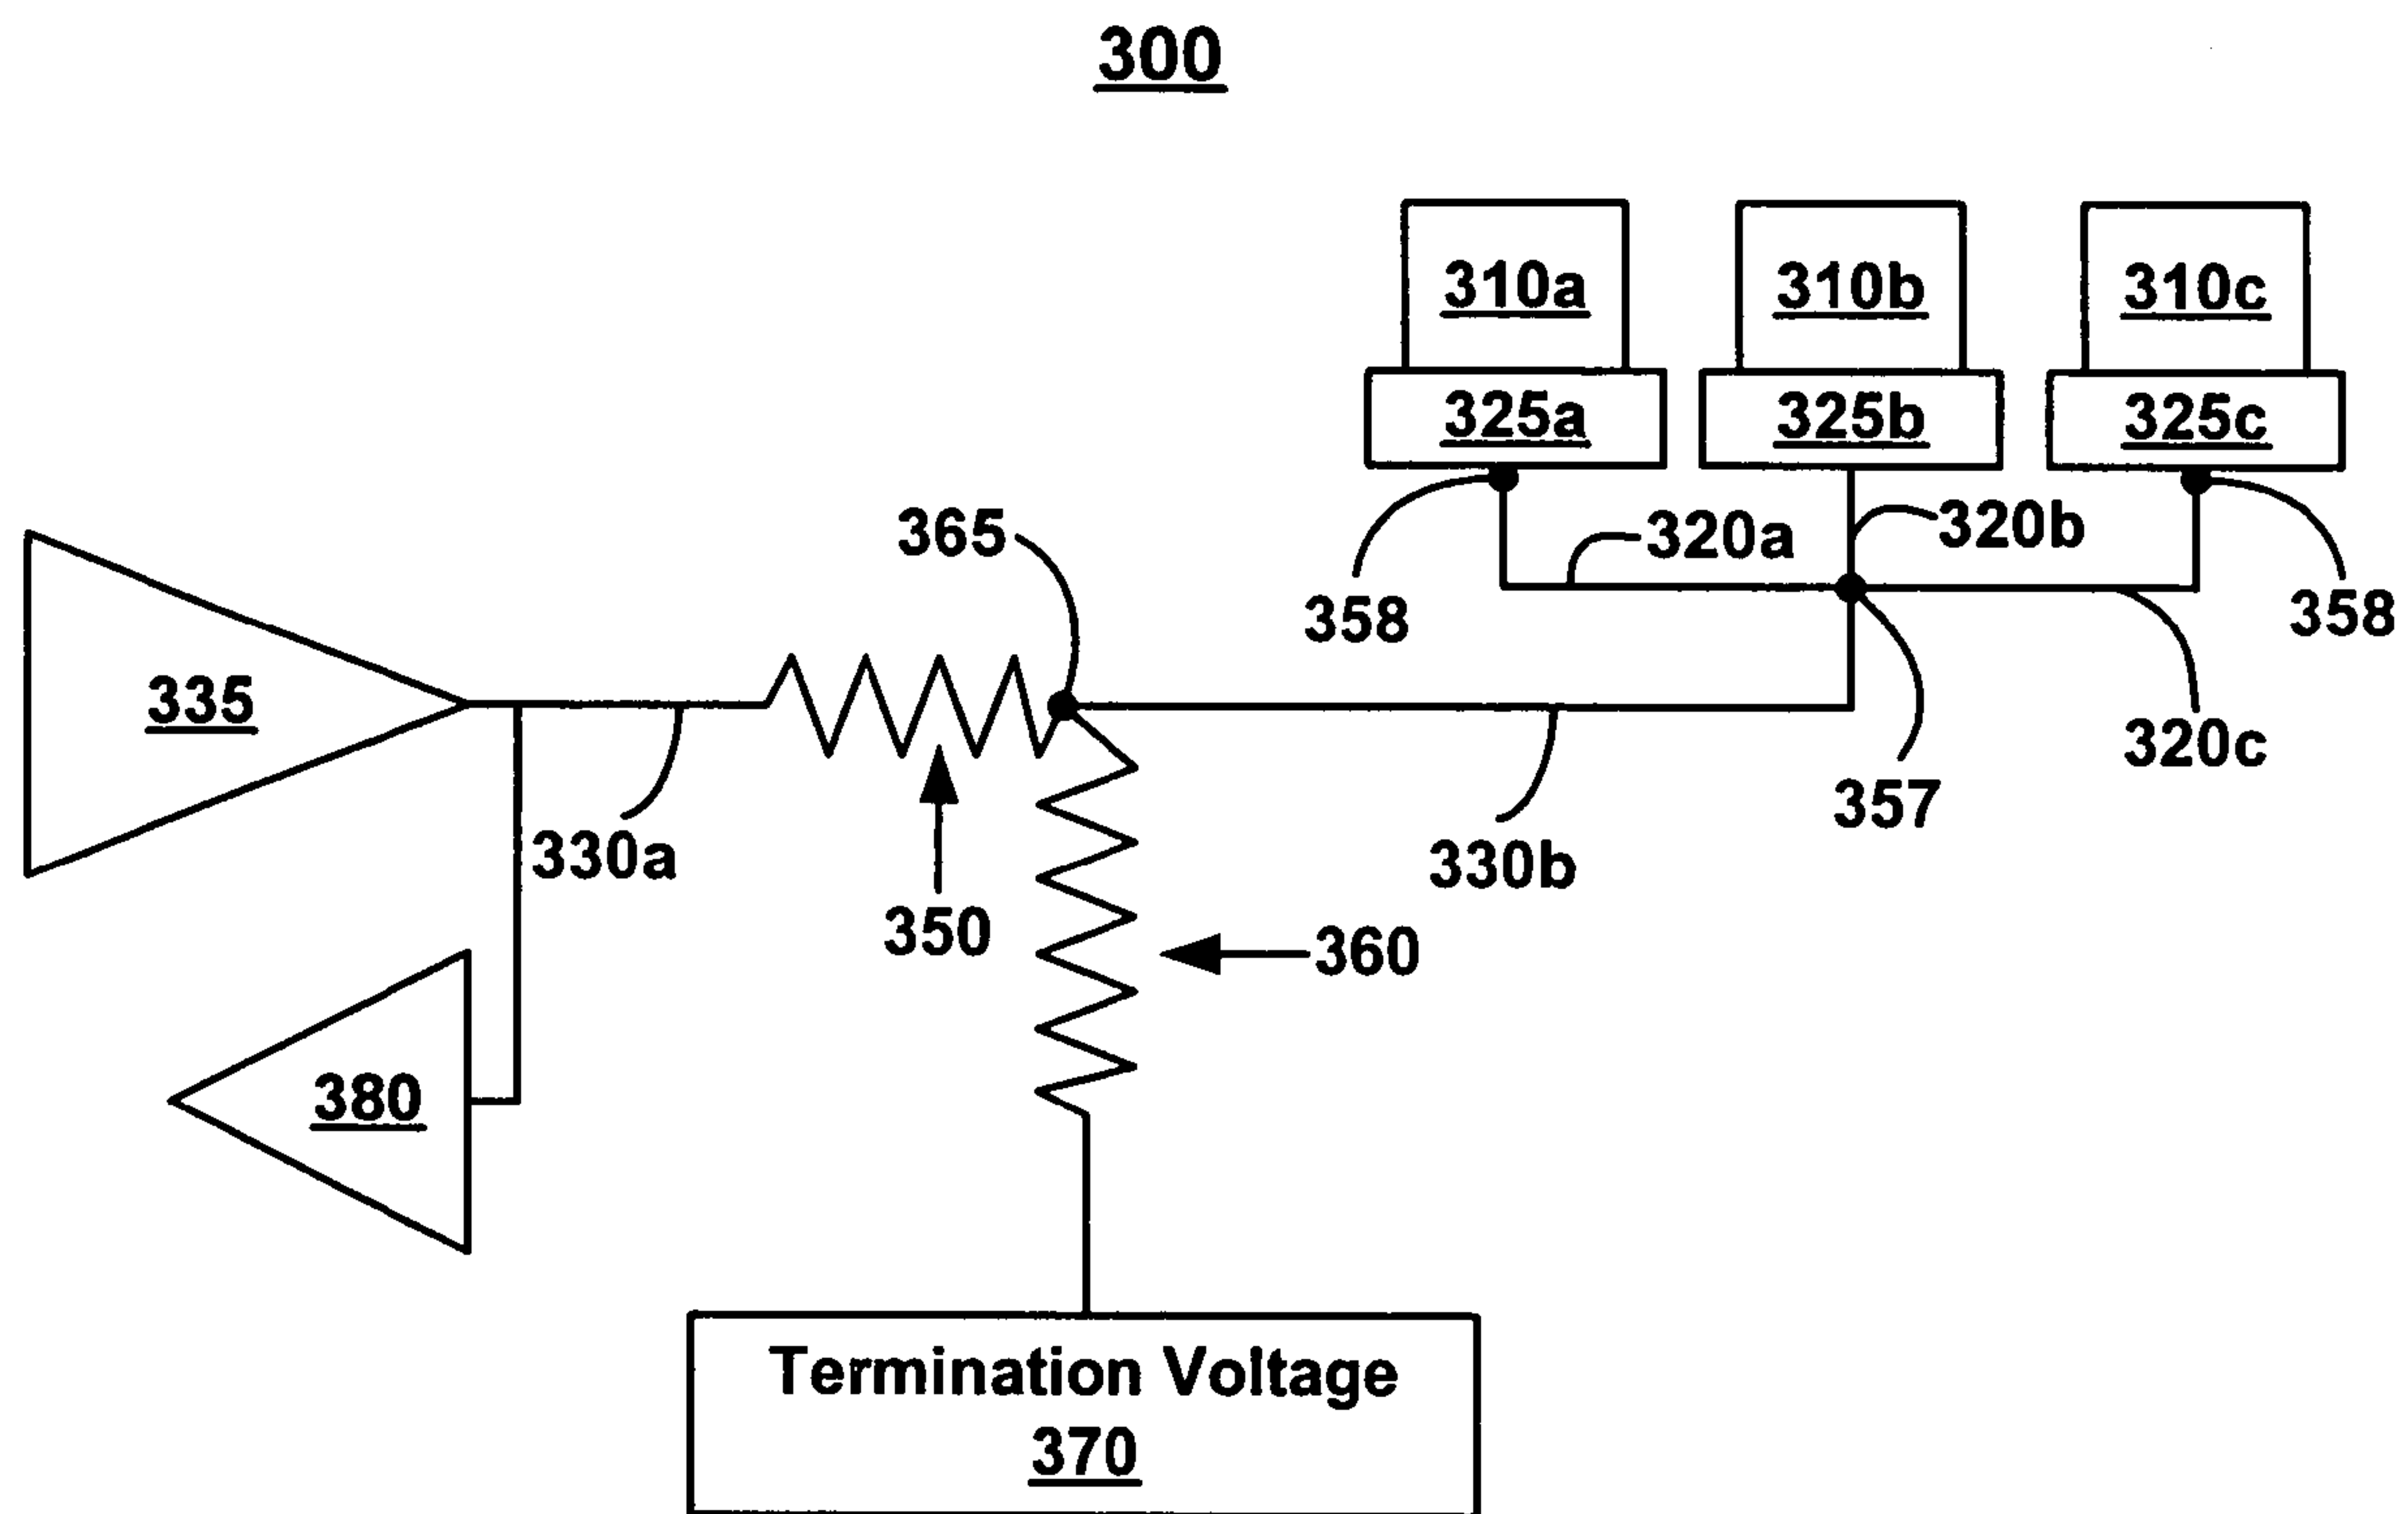 300
310a 310b 310c
325a 325b 325c
365
320a 320b
358 358
335
320c
357
330a
330b
350
360
380
Termination Voltage
370